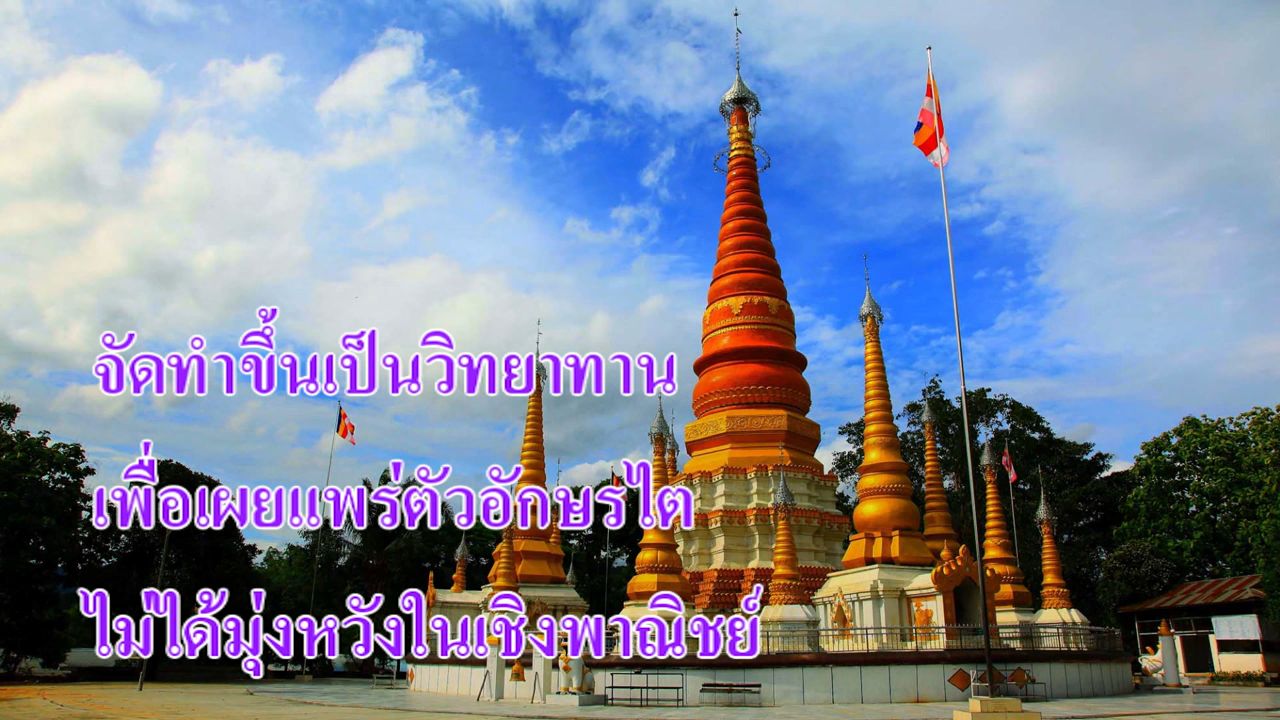 จัดทำขึ้นเป็นวิทยาทาน
เพื่อเผยแพร่ตัวอักษรไต
ไม่ได้มุ่งหวังในเชิงพาณิชย์